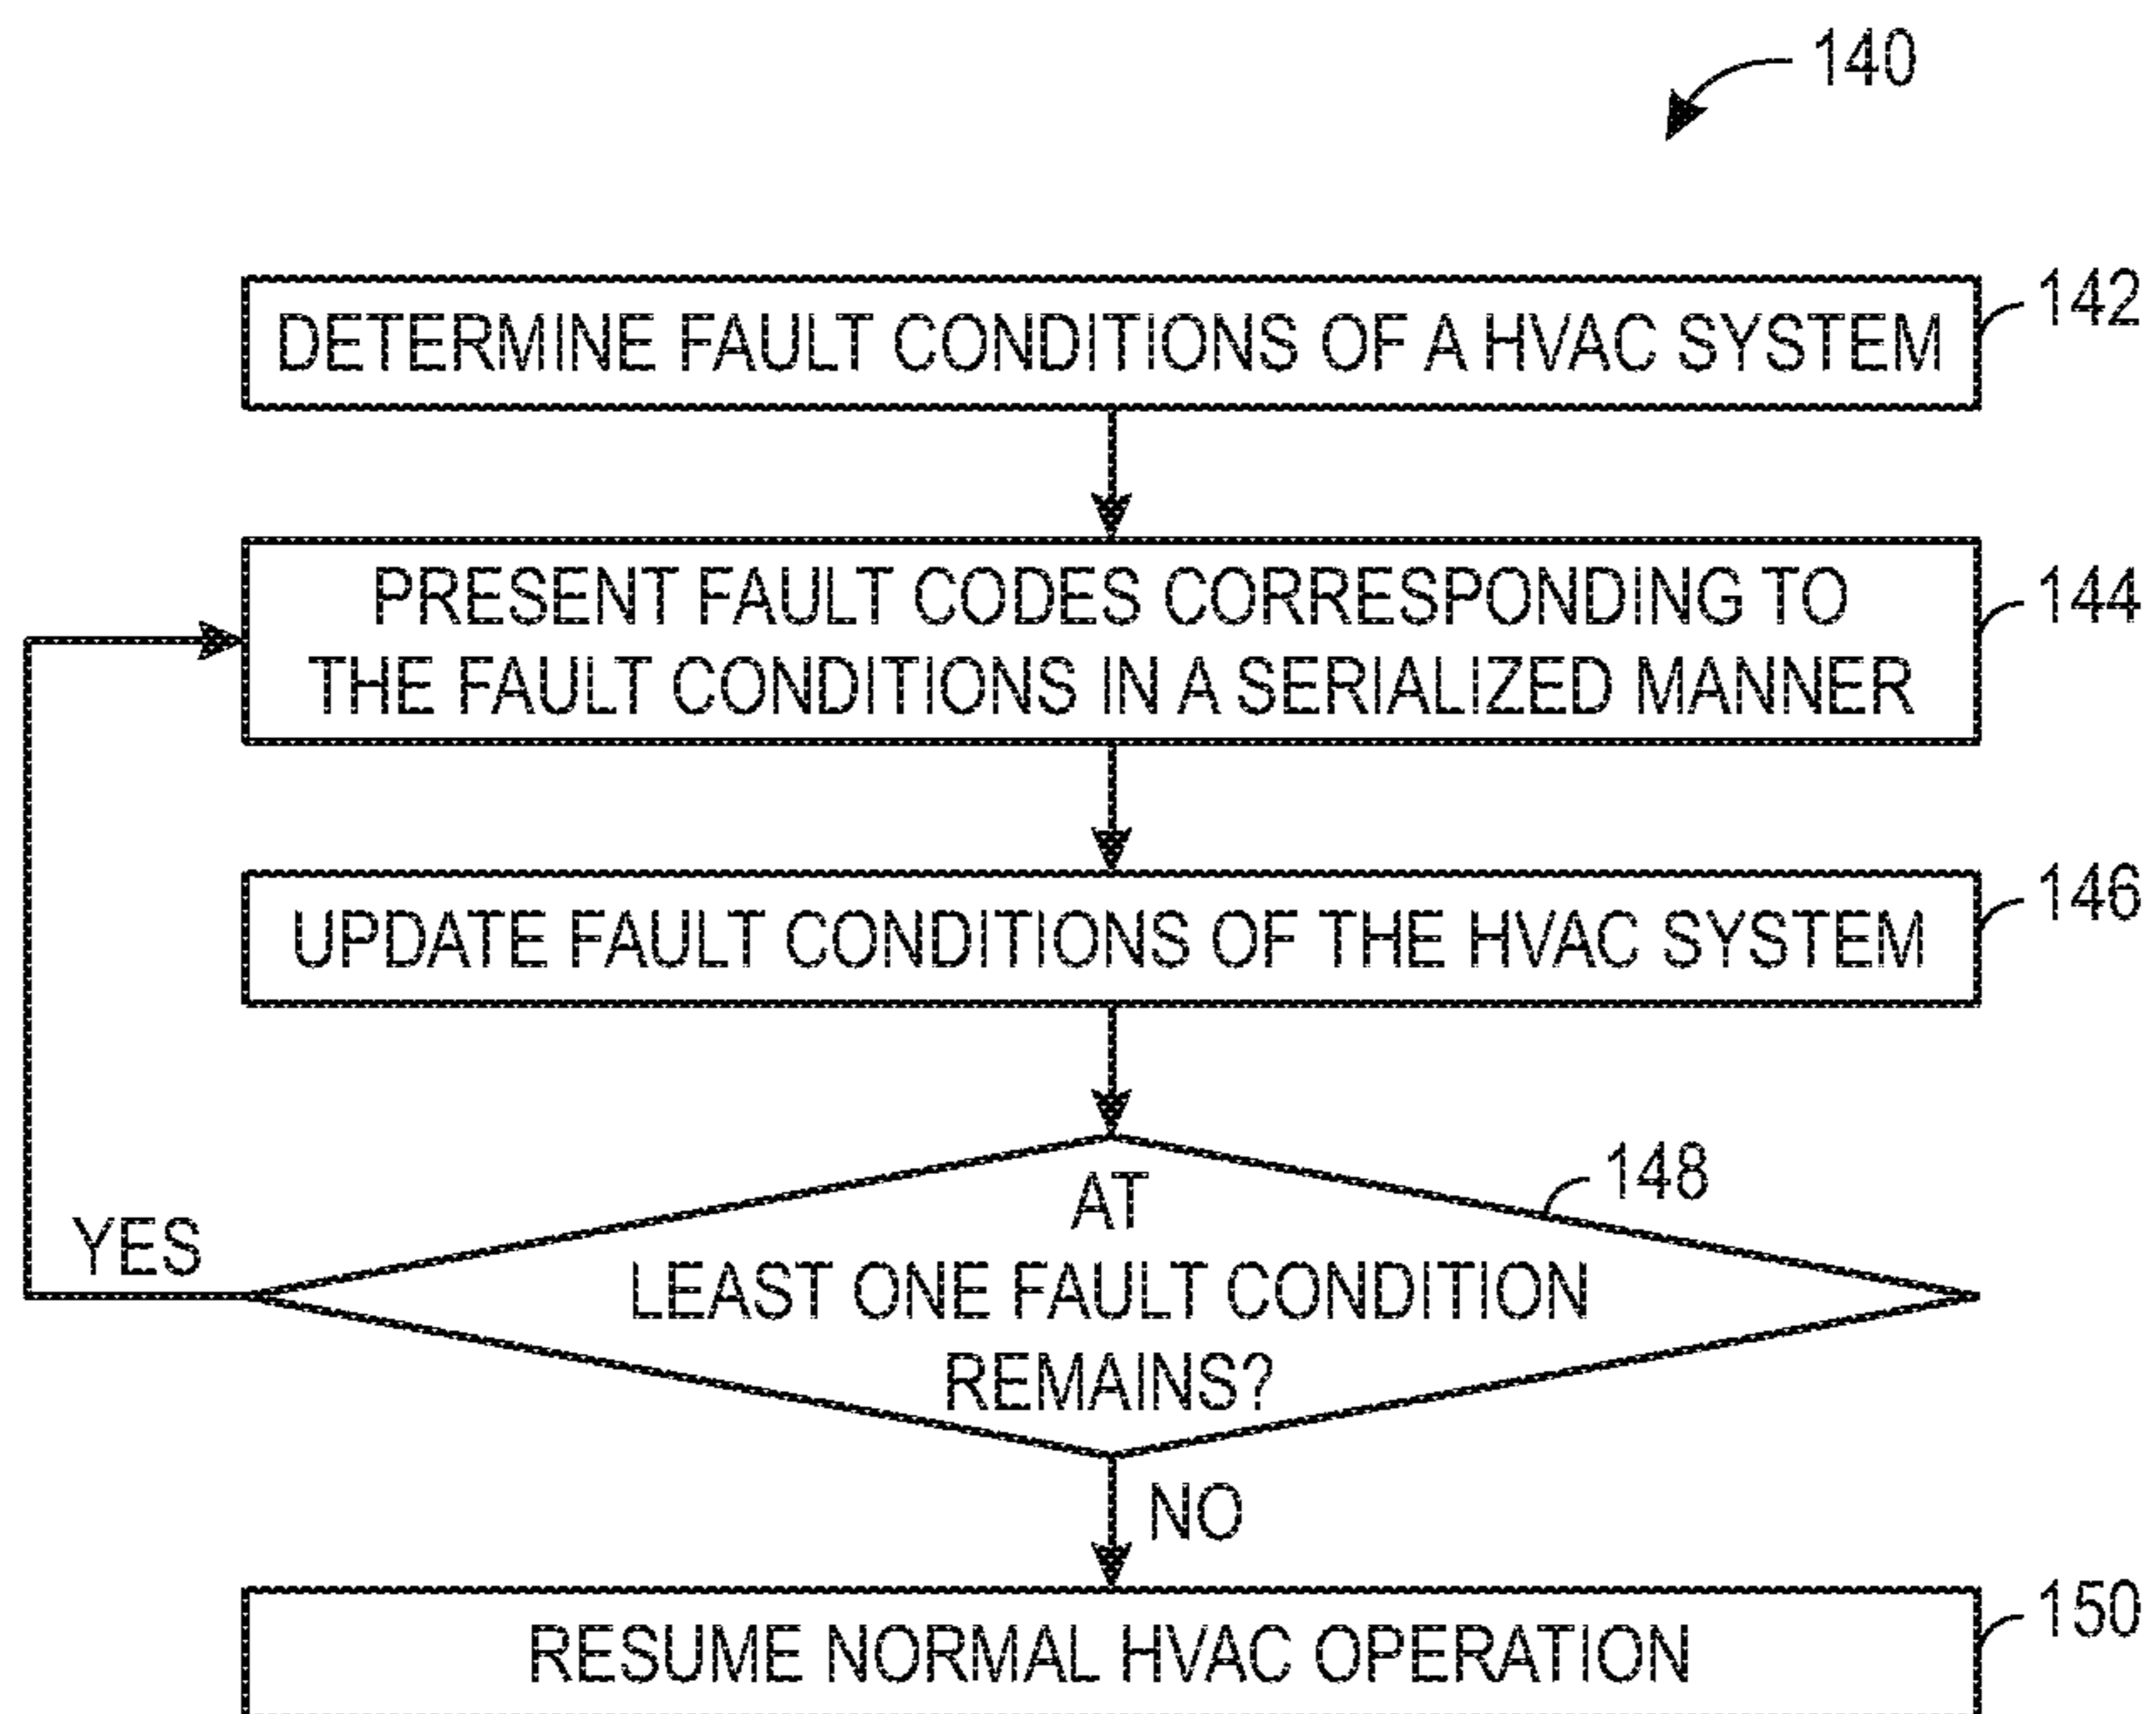 140
DETERMINE FAULT CONDITIONS OF A HVAC SYSTEM
142
PRESENT FAULT CODES CORRESPONDING TO
THE FAULT CONDITIONS IN A SERIALIZED MANNER
144
UPDATE FAULT CONDITIONS OF THE HVAC SYSTEM
146
AT
LEAST ONE FAULT CONDITION
REMAINS?
148
YES
NO
RESUME NORMAL HVAC OPERATION
150